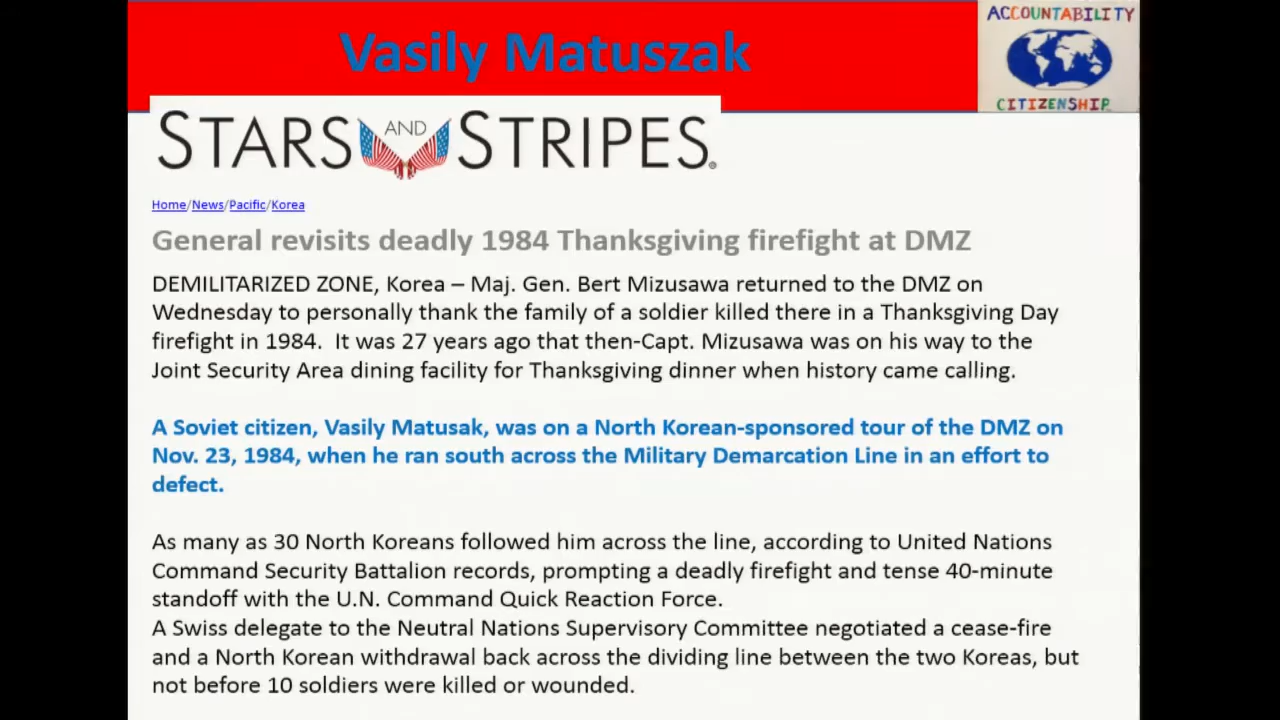 Vasily Matuszak
ACCOUNTABILITY
CITIZENSHIP
STARS AND STRIPES®
Home/News/Pacific/Korea
General revisits deadly 1984 Thanksgiving firefight at DMZ
DEMILITARIZED ZONE, Korea – Maj. Gen. Bert Mizusawa returned to the DMZ on
Wednesday to personally thank the family of a soldier killed there in a Thanksgiving Day
firefight in 1984.  It was 27 years ago that then-Capt. Mizusawa was on his way to the
Joint Security Area dining facility for Thanksgiving dinner when history came calling.
A Soviet citizen, Vasily Matusak, was on a North Korean-sponsored tour of the DMZ on
Nov. 23, 1984, when he ran south across the Military Demarcation Line in an effort to
defect.
As many as 30 North Koreans followed him across the line, according to United Nations
Command Security Battalion records, prompting a deadly firefight and tense 40-minute
standoff with the U.N. Command Quick Reaction Force.
A Swiss delegate to the Neutral Nations Supervisory Committee negotiated a cease-fire
and a North Korean withdrawal back across the dividing line between the two Koreas, but
not before 10 soldiers were killed or wounded.